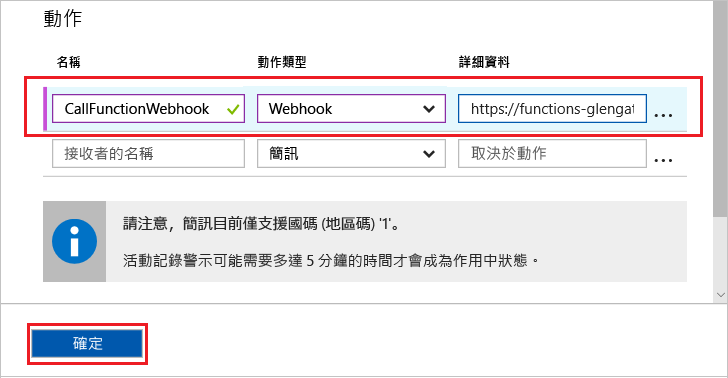 動作
名稱 動作類型 詳細資料
CallFunctionWebhook Webhook https://functions-glengat ...
接收者的名稱 簡訊 取決於動作 ...
請注意，簡訊目前僅支援國碼 (地區碼) '1'。
活動記錄警示可能需要多達 5 分鐘的時間才會成為作用中狀態。
確定